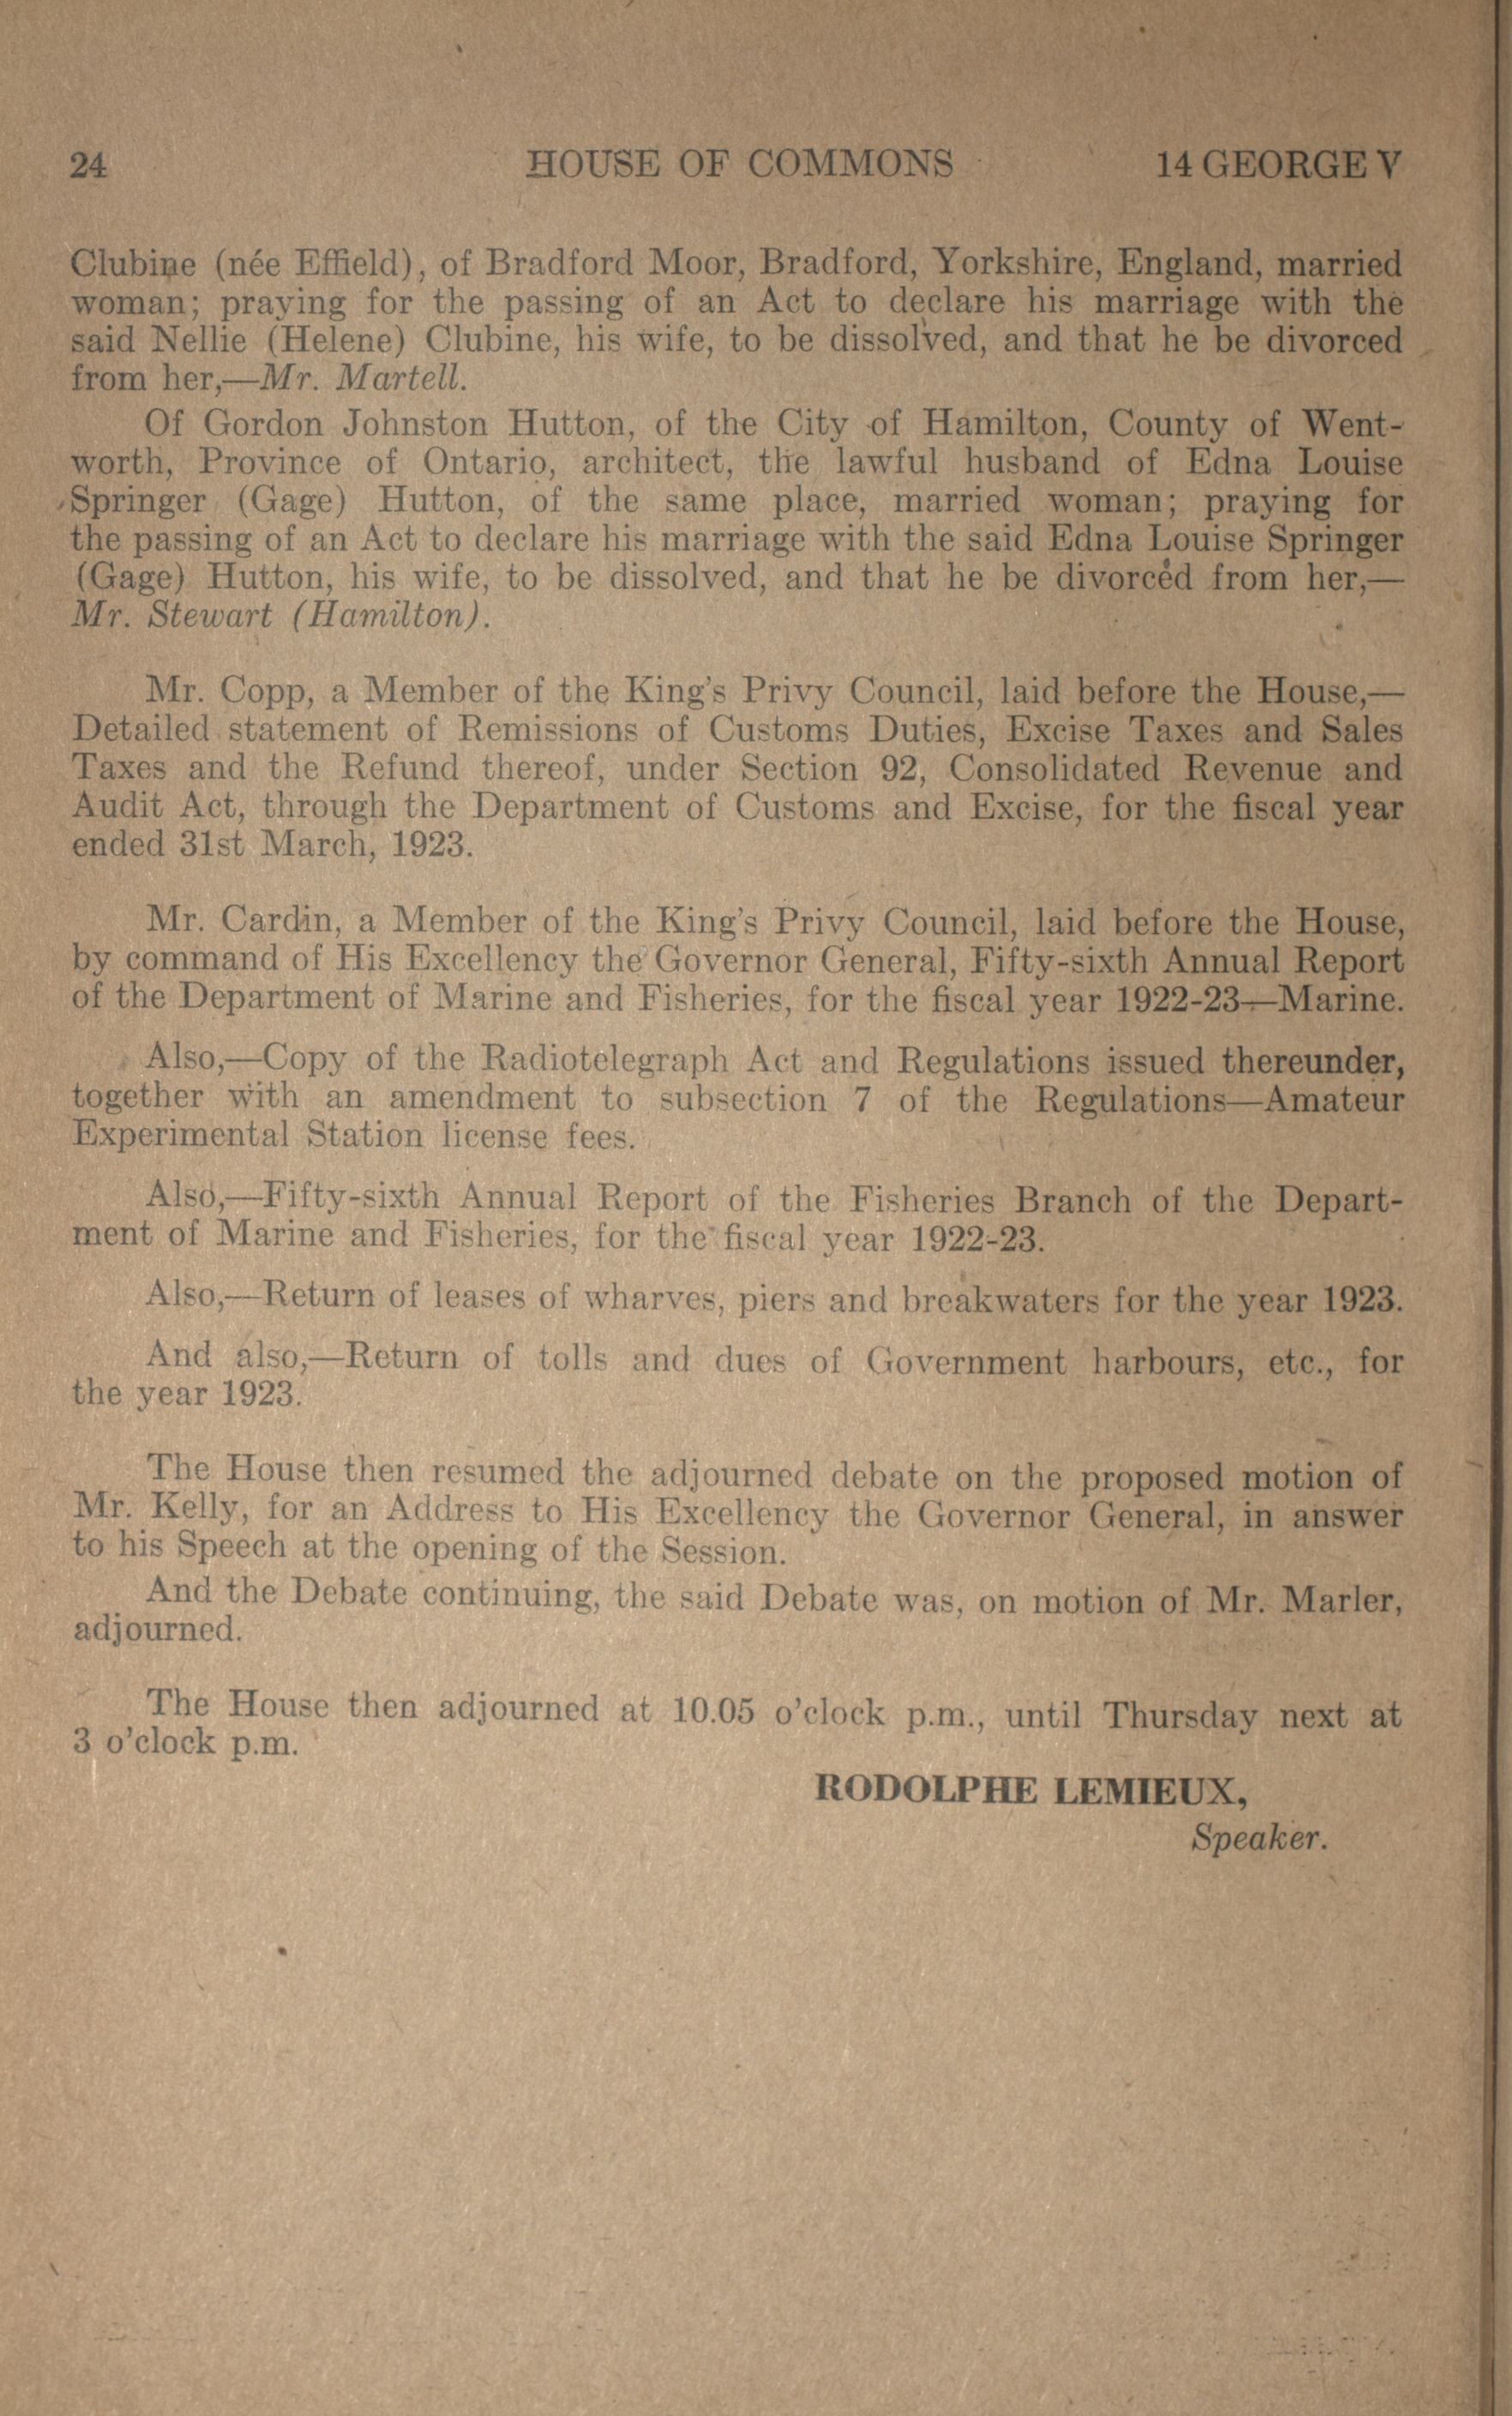 24 HOUSE OF COMMONS 14 GEORGE V
Clubine (née Effield), of Bradford Moor, Bradford, Yorkshire, England, married
woman; praying for the passing of an Act to declare his marriage with the
said Nellie (Helene) Clubine, his wife, to be dissolved, and that he be divorced
from her,—Mr. Martell.
Of Gordon Johnston Hutton, of the City of Hamilton, County of Went-
worth, Province of Ontario, architect, the lawful husband of Edna Louise
Springer (Gage) Hutton, of the same place, married woman; praying for
the passing of an Act to declare his marriage with the said Edna Louise Springer
(Gage) Hutton, his wife, to be dissolved, and that he be divorced from her,—
Mr. Stewart (Hamilton).
Mr. Copp, a Member of the King's Privy Council, laid before the House,—
Detailed statement of Remissions of Customs Duties, Excise Taxes and Sales
Taxes and the Refund thereof, under Section 92, Consolidated Revenue and
Audit Act, through the Department of Customs and Excise, for the fiscal year
ended 31st March, 1923.
Mr. Cardin, a Member of the King's Privy Council, laid before the House,
by command of His Excellency the Governor General, Fifty-sixth Annual Report
of the Department of Marine and Fisheries, for the fiscal year 1922-23—Marine.
Also,—Copy of the Radiotelegraph Act and Regulations issued thereunder,
together with an amendment to subsection 7 of the Regulations—Amateur
Experimental Station license fees.
Also,—Fifty-sixth Annual Report of the Fisheries Branch of the Depart-
ment of Marine and Fisheries, for the fiscal year 1922-23.
Also,—Return of leases of wharves, piers and breakwaters for the year 1923.
And also,—Return of tolls and dues of Government harbours, etc., for
the year 1923.
The House then resumed the adjourned debate on the proposed motion of
Mr. Kelly, for an Address to His Excellency the Governor General, in answer
to his Speech at the opening of the Session.
And the Debate continuing, the said Debate was, on motion of Mr. Marler,
adjourned.
The House then adjourned at 10.05 o'clock p.m., until Thursday next at
3 o'clock p.m.
RODOLPHE LEMIEUX,
Speaker.